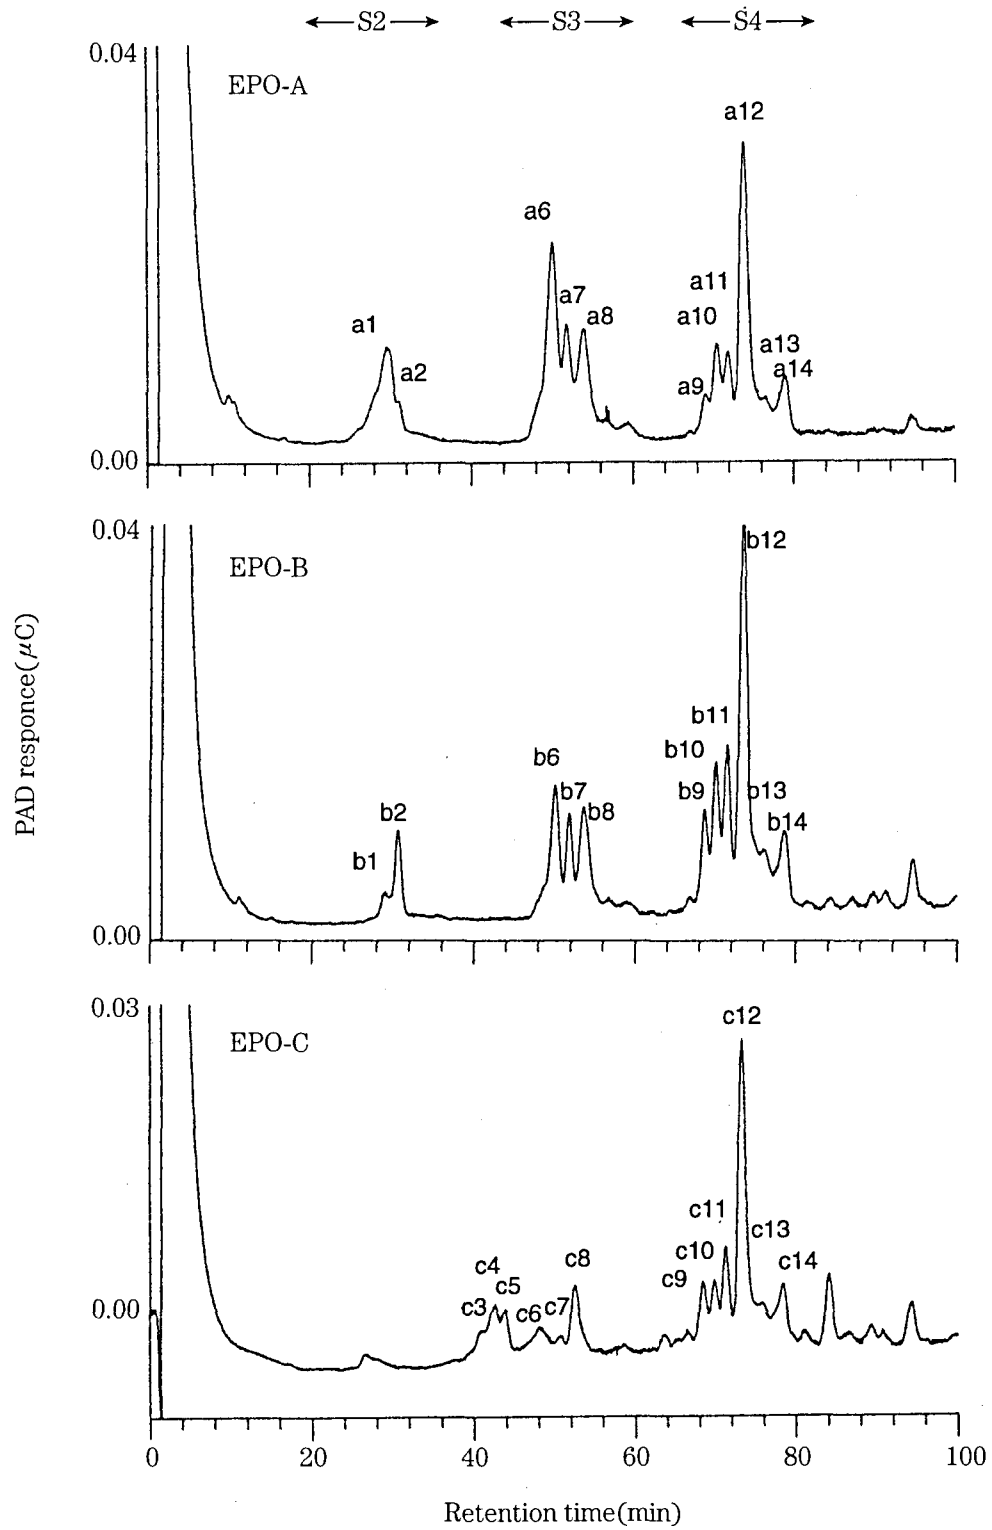 S2 S3 S4
0.04
EPO-A
a12
a6
a11
a7
a10 a8
a1
a13
a2 a14
a9
0.00
0.04
EPO-B
b12
b11
b10
b6
b7 b9 b13
b2 b8 b14
b1
0.00
PAD responce(μC)
0.03
EPO-C
c12
c11
c13
c4 c8 c10 c14
c5 c9
c3 c6 c7
0.00
0 20 40 60 80 100
Retention time(min)